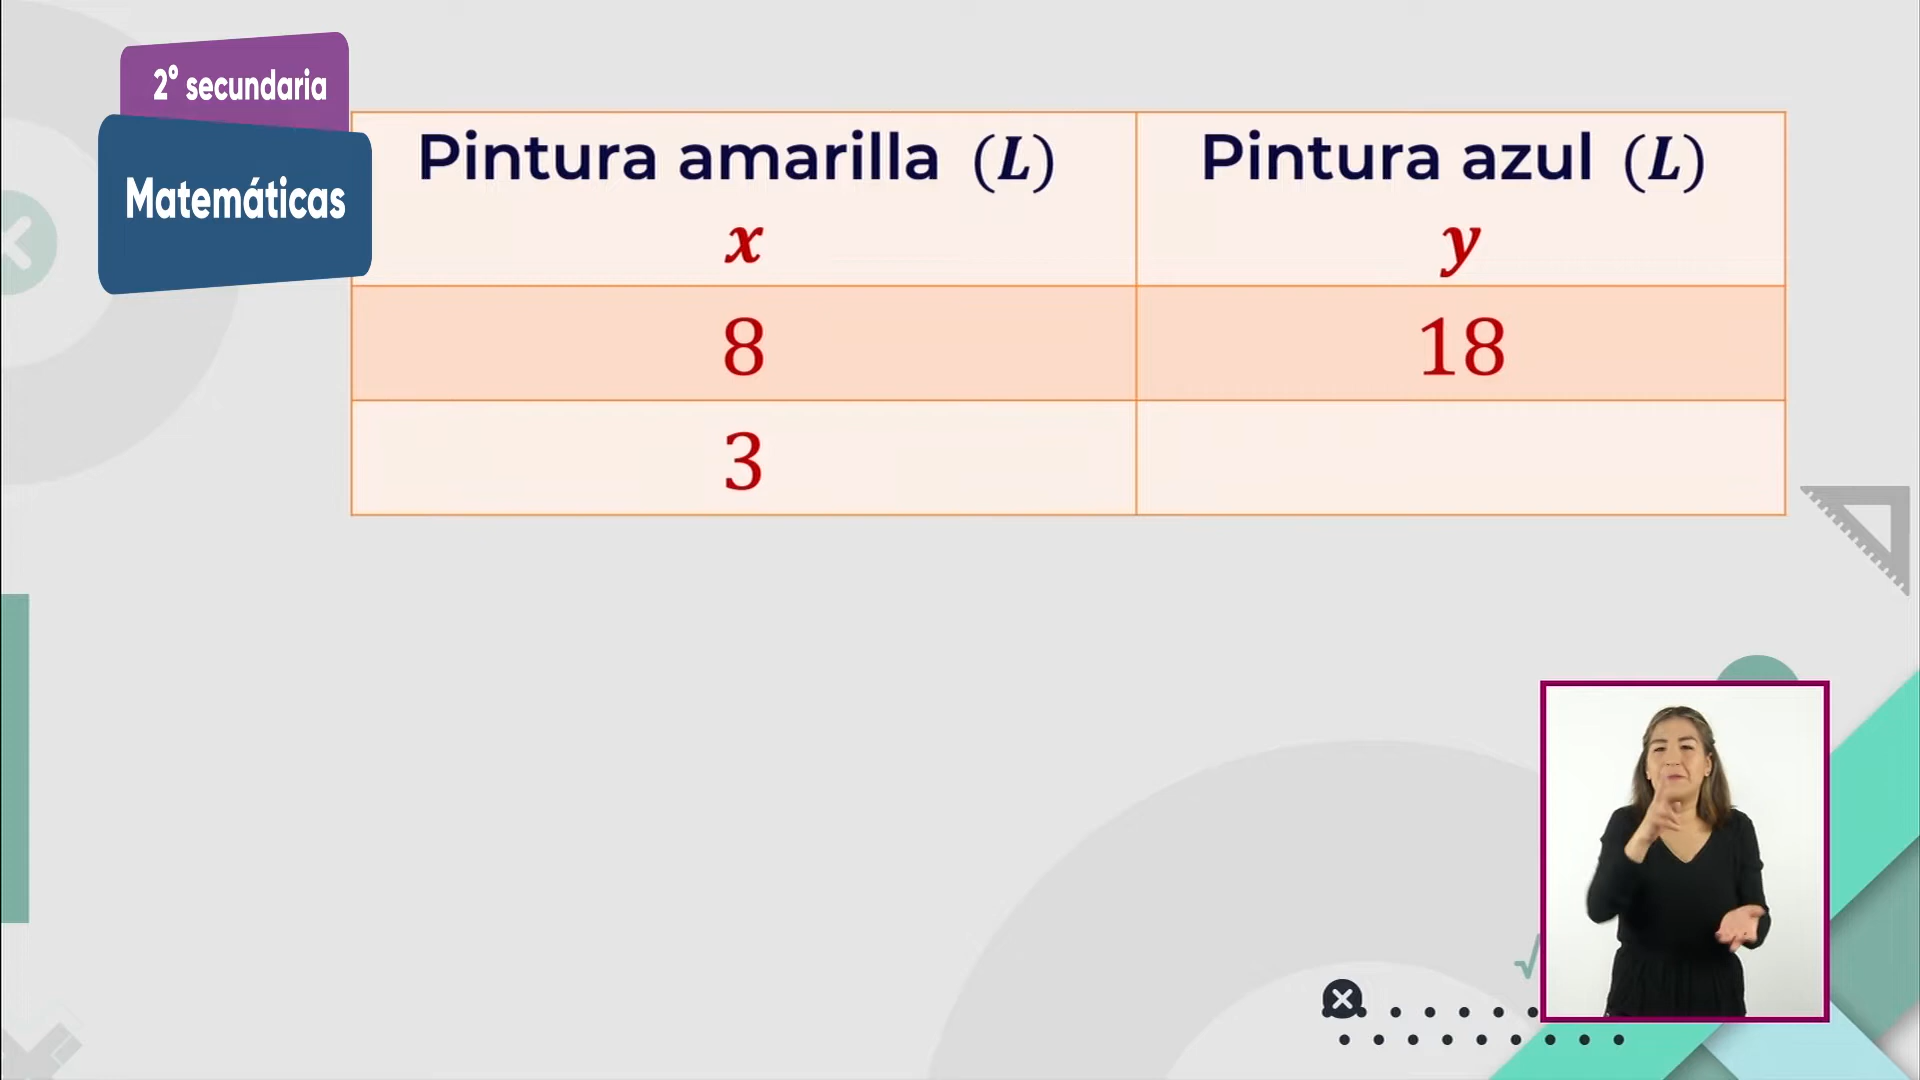 2° secundaria
Matemáticas
Pintura amarilla (L)
x
Pintura azul (L)
y
8
18
3